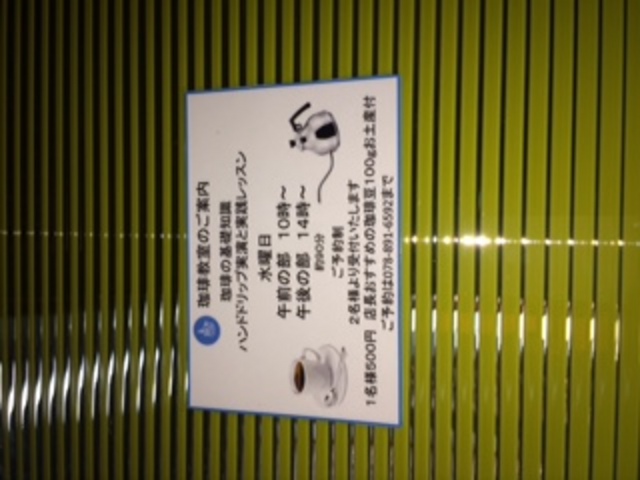 珈琲教室のご案内
珈琲の基礎知識
ハンドドリップ実演と実践レッスン
水曜日
午前の部 10時～
午後の部 14時～
約90分
ご予約制
2名様より受付いたします
1名様500円 店長おすすめの珈琲豆100gお土産付
ご予約は078-891-6592まで